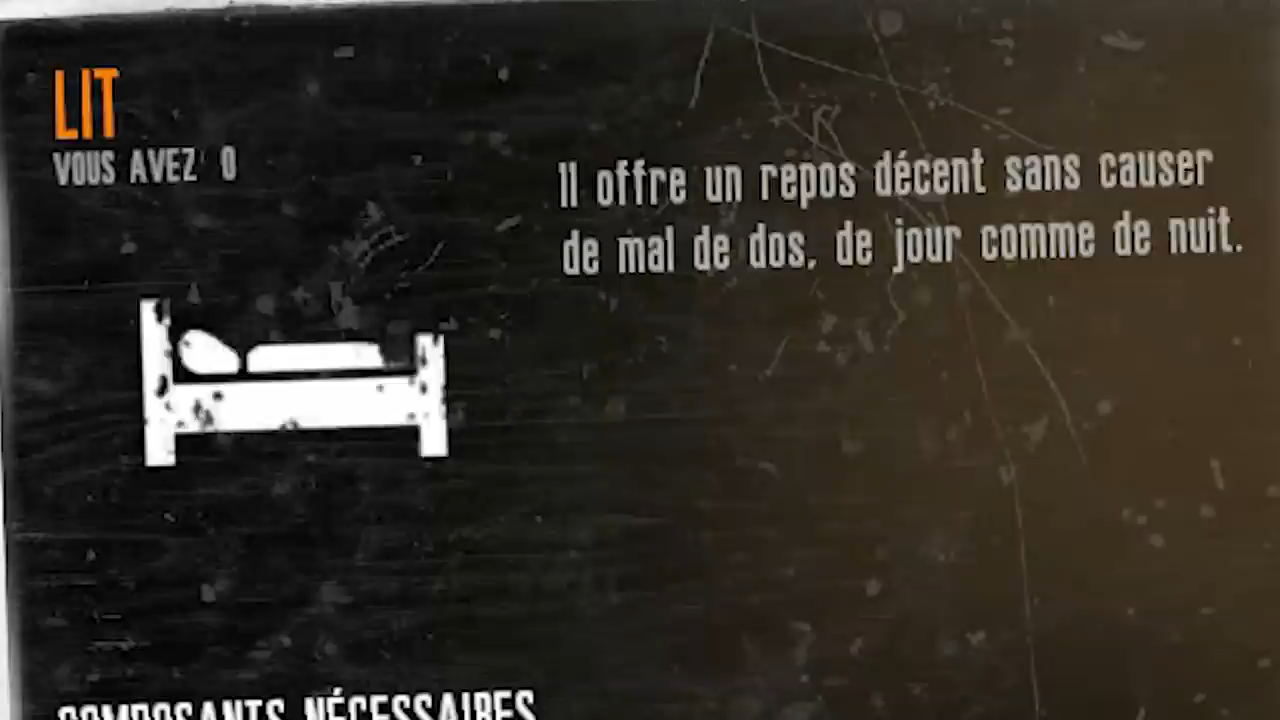 LIT
VOUS AVEZ 0
Il offre un repos décent sans causer
de mal de dos, de jour comme de nuit.
COMPOSANTS NÉCESSAIRES